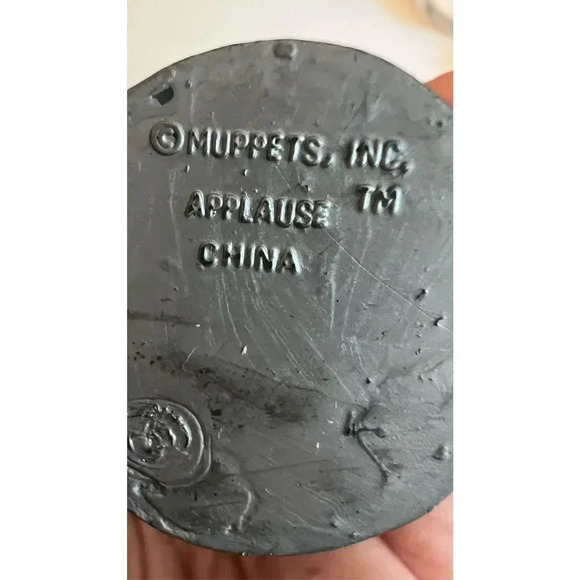 ©MUPPETS, INC,
APPLAUSE TM
CHINA